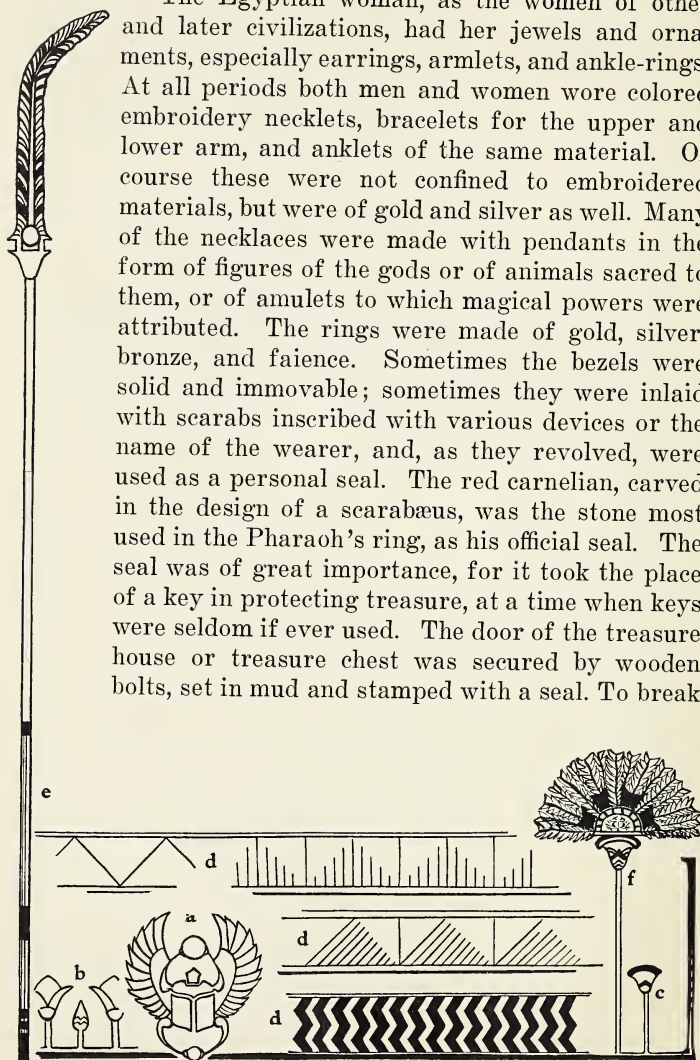 The Egyptian woman, as the women of othe
and later civilizations, had her jewels and orna
ments, especially earrings, armlets, and ankle-rings
At all periods both men and women wore colore
embroidery necklets, bracelets for the upper an
lower arm, and anklets of the same material. O
course these were not confined to embroidere
materials, but were of gold and silver as well. Many
of the necklaces were made with pendants in the
form of figures of the gods or of animals sacred to
them, or of amulets to which magical powers were
attributed. The rings were made of gold, silver
bronze, and faience. Sometimes the bezels were
solid and immovable; sometimes they were inlaid
with scarabs inscribed with various devices or the
name of the wearer, and, as they revolved, were
used as a personal seal. The red carnelian, carved
in the design of a scarabæus, was the stone most
used in the Pharaoh's ring, as his official seal. The
seal was of great importance, for it took the place
of a key in protecting treasure, at a time when keys
were seldom if ever used. The door of the treasure
house or treasure chest was secured by wooden
bolts, set in mud and stamped with a seal. To break
e
d
f
a
d
b
c
d